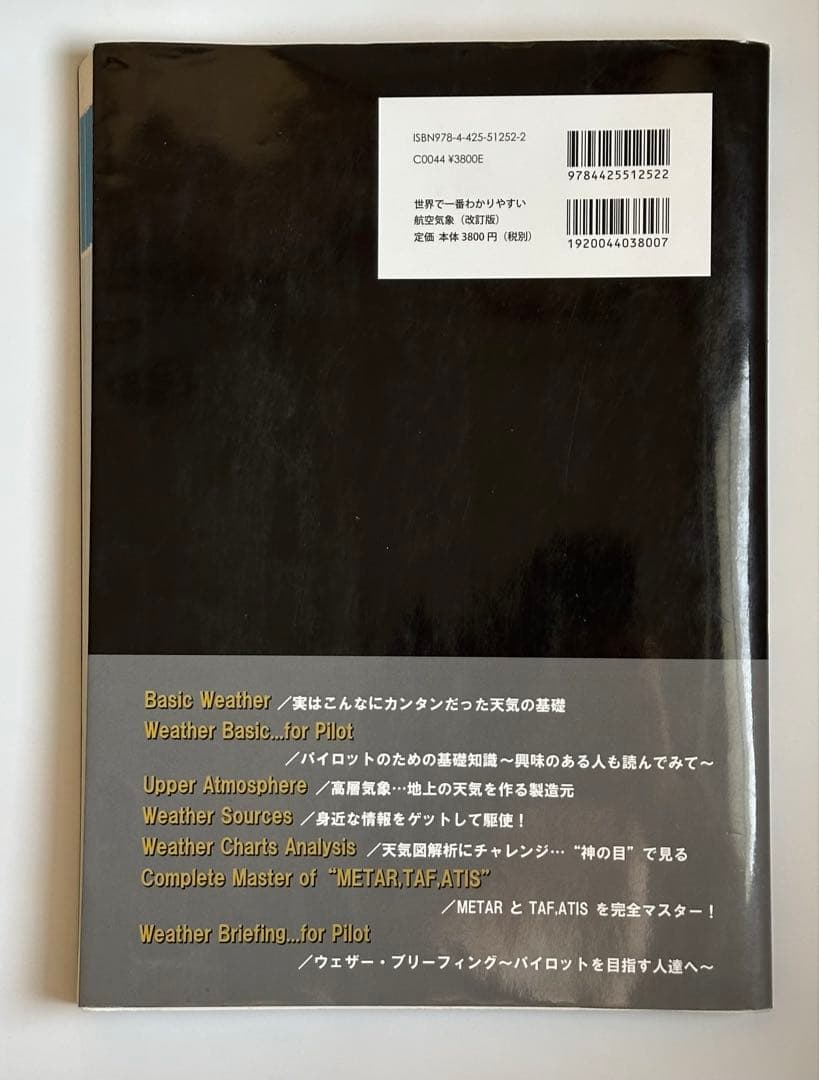 ISBN978-4-425-51252-2
C0044 ¥3800E
9784425512522
世界で一番わかりやすい
航空気象（改訂版）
定価 本体3800円（税別）
1920044038007
Basic Weather ／実はこんなにカンタンだった天気の基礎
Weather Basic...for Pilot
／パイロットのための基礎知識〜興味のある人も読んでみて〜
Upper Atmosphere ／高層気象…地上の天気を作る製造元
Weather Sources ／身近な情報をゲットして駆使！
Weather Charts Analysis ／天気図解析にチャレンジ…“神の目”で見る
Complete Master of “METAR,TAF,ATIS”
／METAR と TAF,ATIS を完全マスター！
Weather Briefing...for Pilot
／ウェザー・ブリーフィング〜パイロットを目指す人達へ〜